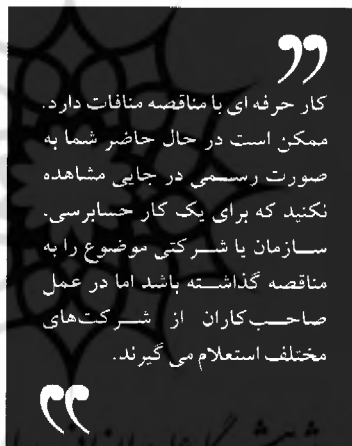 کار حرفه ای با مناقصه منافات دارد.
ممکن است در حال حاضر شما به
صورت رسمی در جایی مشاهده
نکنید که برای یک کار حسابرسی.
سازمان یا شرکتی موضوع را به
مناقصه گذاشته باشد اما در عمل
صاحب‌کاران از شرکت‌های
مختلف استعلام می گیرند.